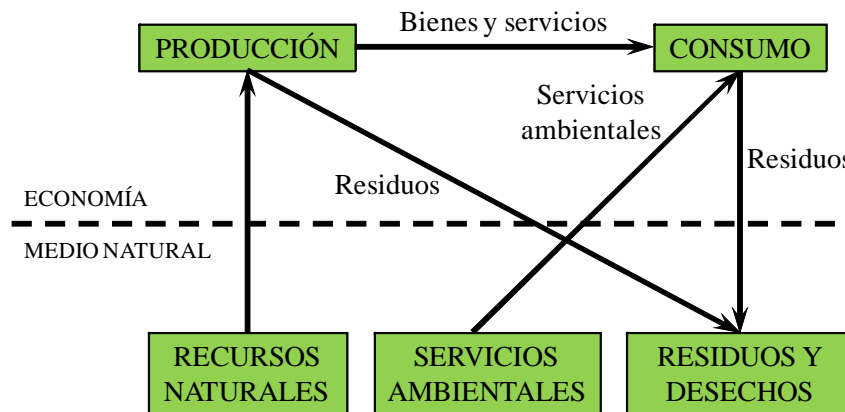 Bienes y servicios
PRODUCCIÓN
CONSUMO
Servicios
ambientales
Residuos
Residuos
ECONOMÍA
MEDIO NATURAL
RECURSOS
NATURALES
SERVICIOS
AMBIENTALES
RESIDUOS Y
DESECHOS